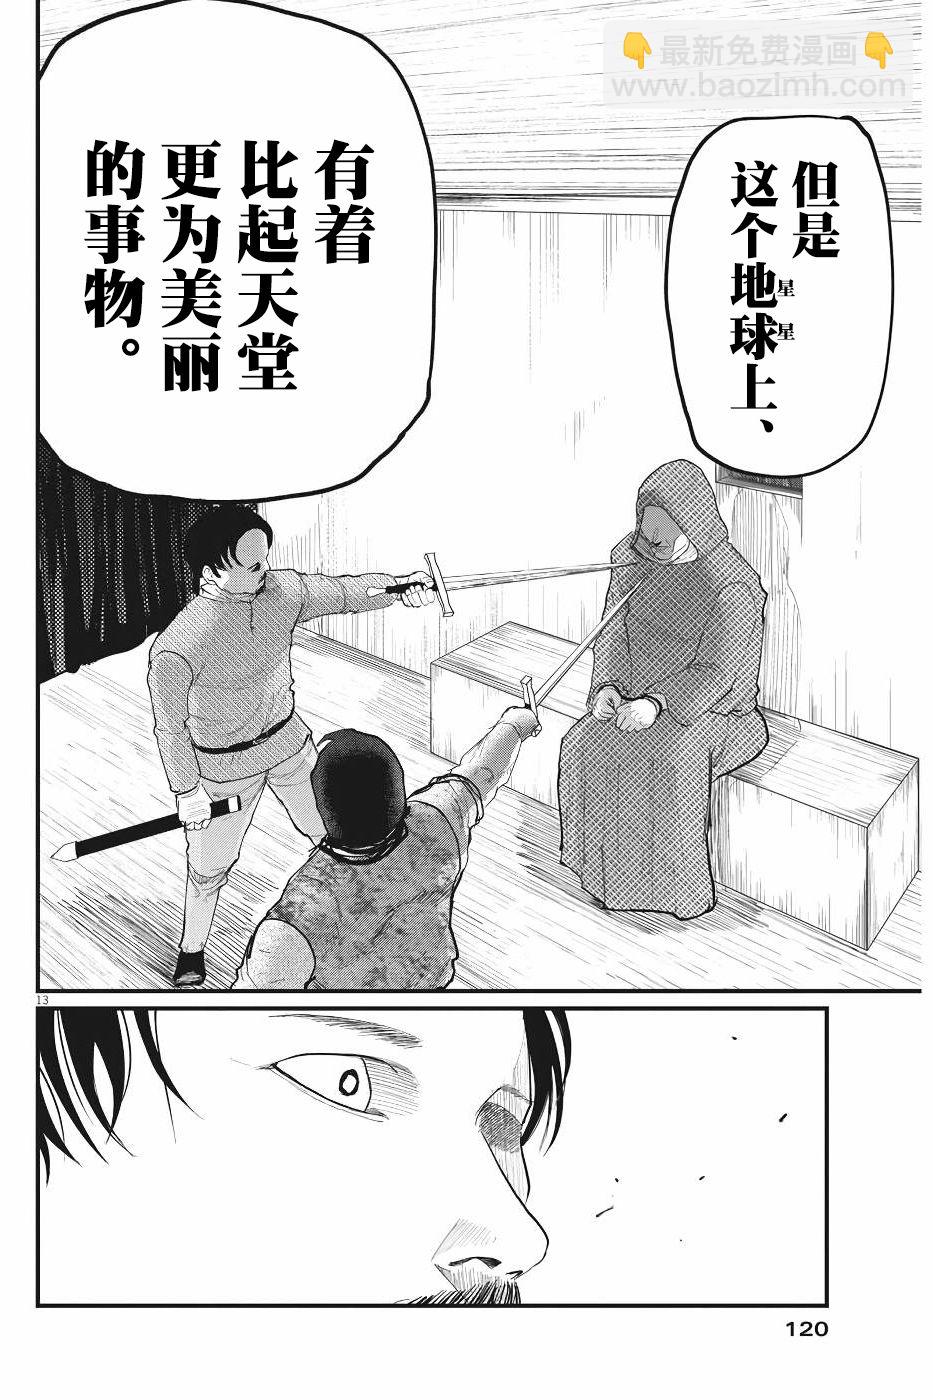 最新免费漫画
www.baozimh.com
但是
这个地球上、
星星
有着
比起天堂
更为美丽
的事物。
13
120